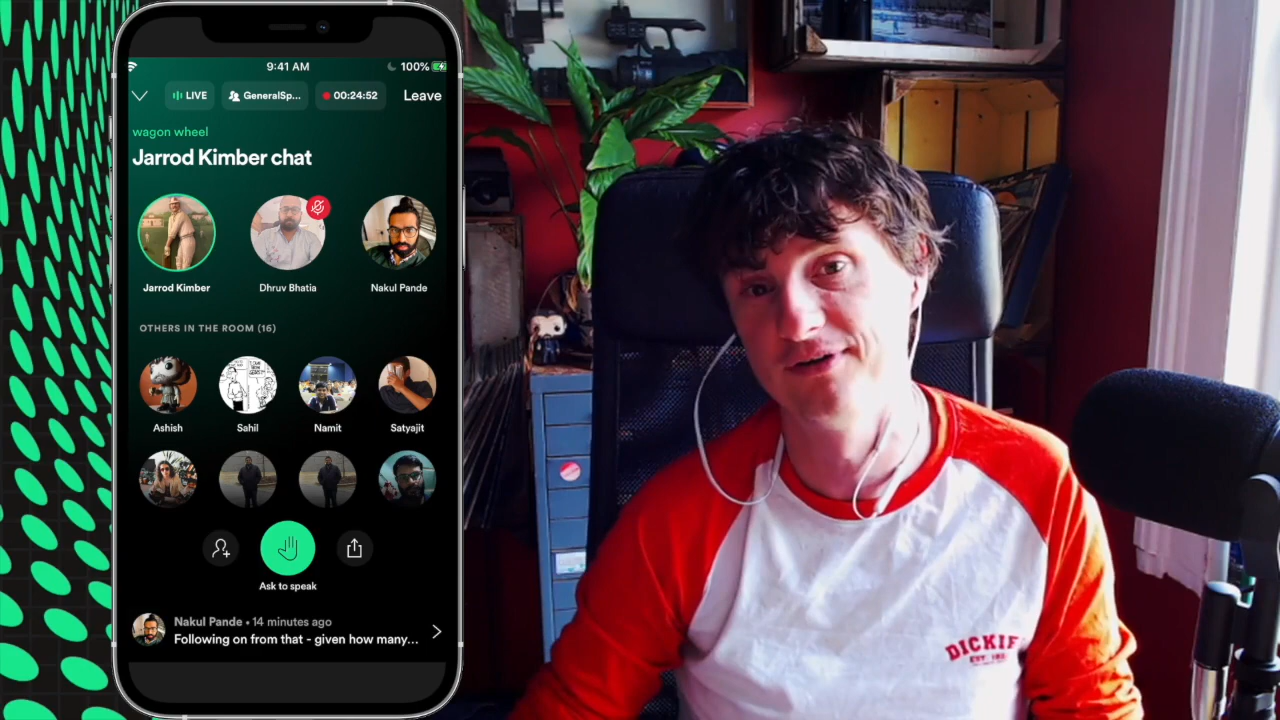 9:41 AM
100%
LIVE
GeneralSp...
00:24:52
Leave
wagon wheel
Jarrod Kimber chat
Jarrod Kimber
Dhruv Bhatia
Nakul Pande
OTHERS IN THE ROOM (16)
Ashish
Sahil
Namit
Satyajit
Ask to speak
Nakul Pande • 14 minutes ago
Following on from that - given how many...